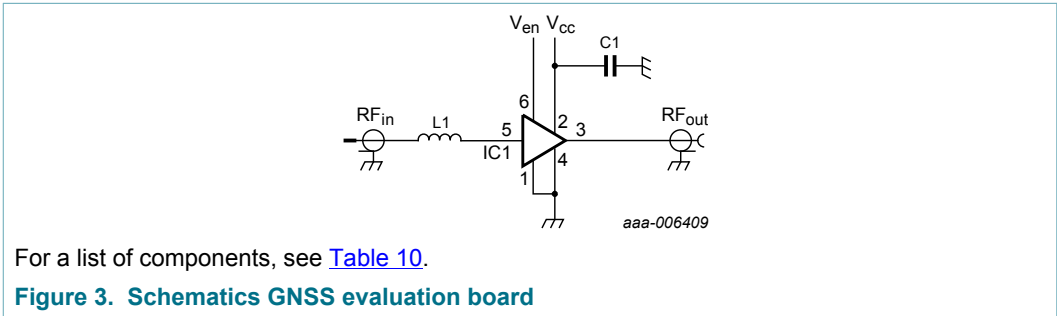 Ven Vcc
C1
6
RFin
L1
5
2
3
RFout
IC1
4
1
aaa-006409
For a list of components, see Table 10.
Figure 3. Schematics GNSS evaluation board